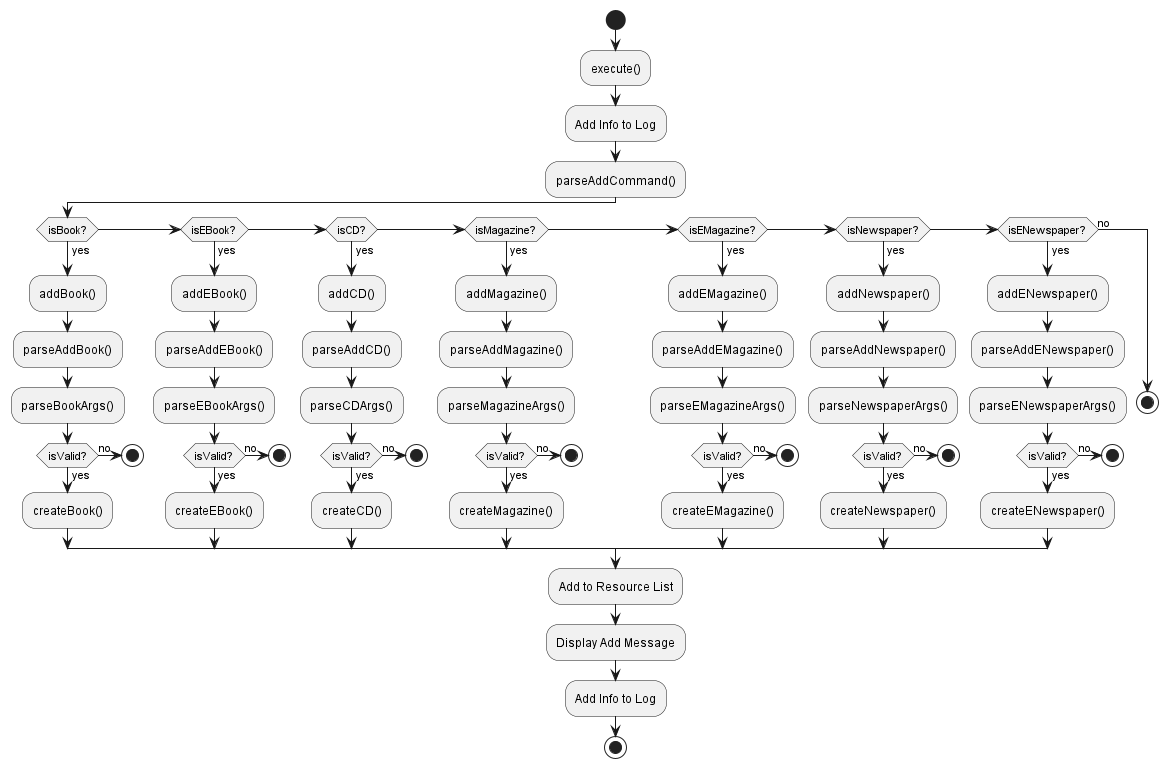 execute()
Add Info to Log
parseAddCommand()
isBook? isEBook? isCD? isMagazine? isEMagazine? isNewspaper? isENewspaper? no
yes yes yes yes yes yes yes
addBook() addEBook() addCD() addMagazine() addEMagazine() addNewspaper() addENewspaper()
parseAddBook() parseAddEBook() parseAddCD() parseAddMagazine() parseAddEMagazine() parseAddNewspaper() parseAddENewspaper()
parseBookArgs() parseEBookArgs() parseCDArgs() parseMagazineArgs() parseEMagazineArgs() parseNewspaperArgs() parseENewspaperArgs()
isValid? no isValid? no isValid? no isValid? no isValid? no isValid? no isValid? no
yes yes yes yes yes yes yes
createBook() createEBook() createCD() createMagazine() createEMagazine() createNewspaper() createENewspaper()
Add to Resource List
Display Add Message
Add Info to Log